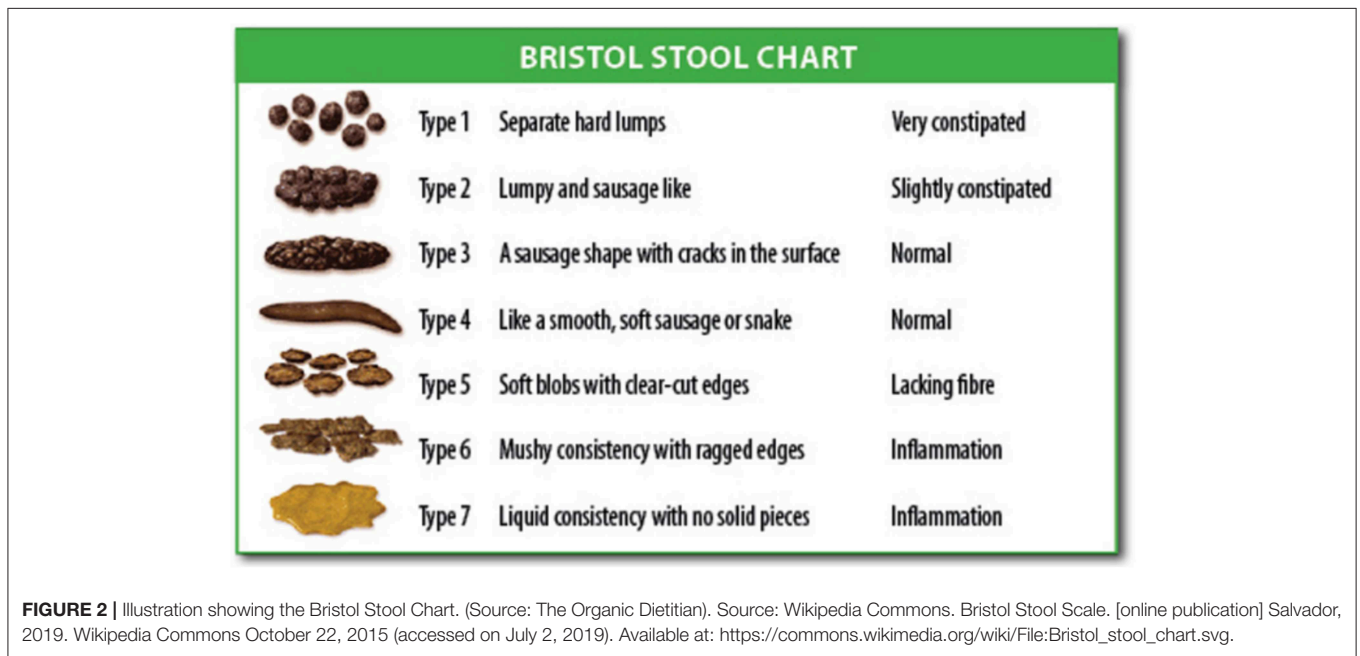 BRISTOL STOOL CHART
Type 1 Separate hard lumps Very constipated
Type 2 Lumpy and sausage like Slightly constipated
Type 3 A sausage shape with cracks in the surface Normal
Type 4 Like a smooth, soft sausage or snake Normal
Type 5 Soft blobs with clear-cut edges Lacking fibre
Type 6 Mushy consistency with ragged edges Inflammation
Type 7 Liquid consistency with no solid pieces Inflammation
FIGURE 2 | Illustration showing the Bristol Stool Chart. (Source: The Organic Dietitian). Source: Wikipedia Commons. Bristol Stool Scale. [online publication] Salvador,
2019. Wikipedia Commons October 22, 2015 (accessed on July 2, 2019). Available at: https://commons.wikimedia.org/wiki/File:Bristol_stool_chart.svg.